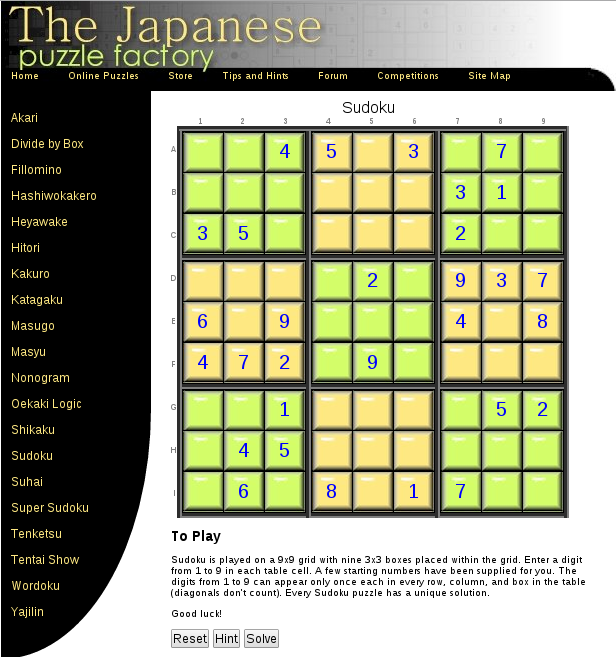 The Japanese
puzzle factory
Home Online Puzzles Store Tips and Hints Forum Competitions Site Map
Akari
Divide by Box
Fillomino
Hashiwokakero
Heyawake
Hitori
Kakuro
Katagaku
Masugo
Masyu
Nonogram
Oekaki Logic
Shikaku
Sudoku
Suhai
Super Sudoku
Tenketsu
Tentai Show
Wordoku
Yajilin
Sudoku
1 2 3 4 5 6 7 8 9
A 4 5 3 7
B 3 1
C 3 5 2
D 2 9 3 7
E 6 9 4 8
F 4 7 2 9
G 1 5 2
H 4 5
I 6 8 1 7
To Play
Sudoku is played on a 9x9 grid with nine 3x3 boxes placed within the grid. Enter a digit
from 1 to 9 in each table cell. A few starting numbers have been supplied for you. The
digits from 1 to 9 can appear only once each in every row, column, and box in the table
(diagonals don't count). Every Sudoku puzzle has a unique solution.
Good luck!
Reset Hint Solve